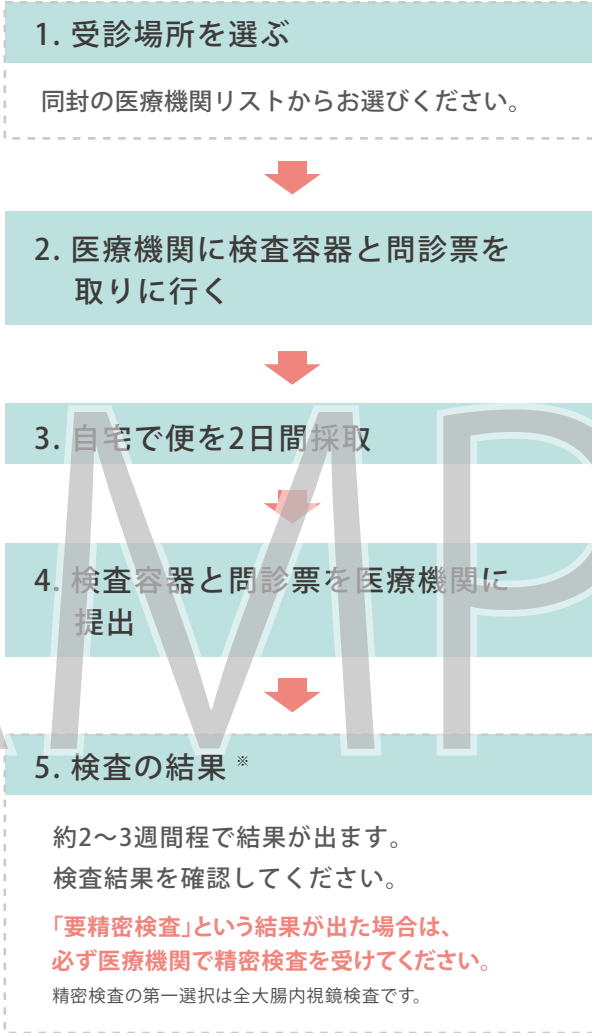 1. 受診場所を選ぶ
同封の医療機関リストからお選びください。
2. 医療機関に検査容器と問診票を
取りに行く
3. 自宅で便を2日間採取
4. 検査容器と問診票を医療機関に
提出
5. 検査の結果 ※
約2〜3週間程で結果が出ます。
検査結果を確認してください。
「要精密検査」という結果が出た場合は、
必ず医療機関で精密検査を受けてください。
精密検査の第一選択は全大腸内視鏡検査です。
AMP